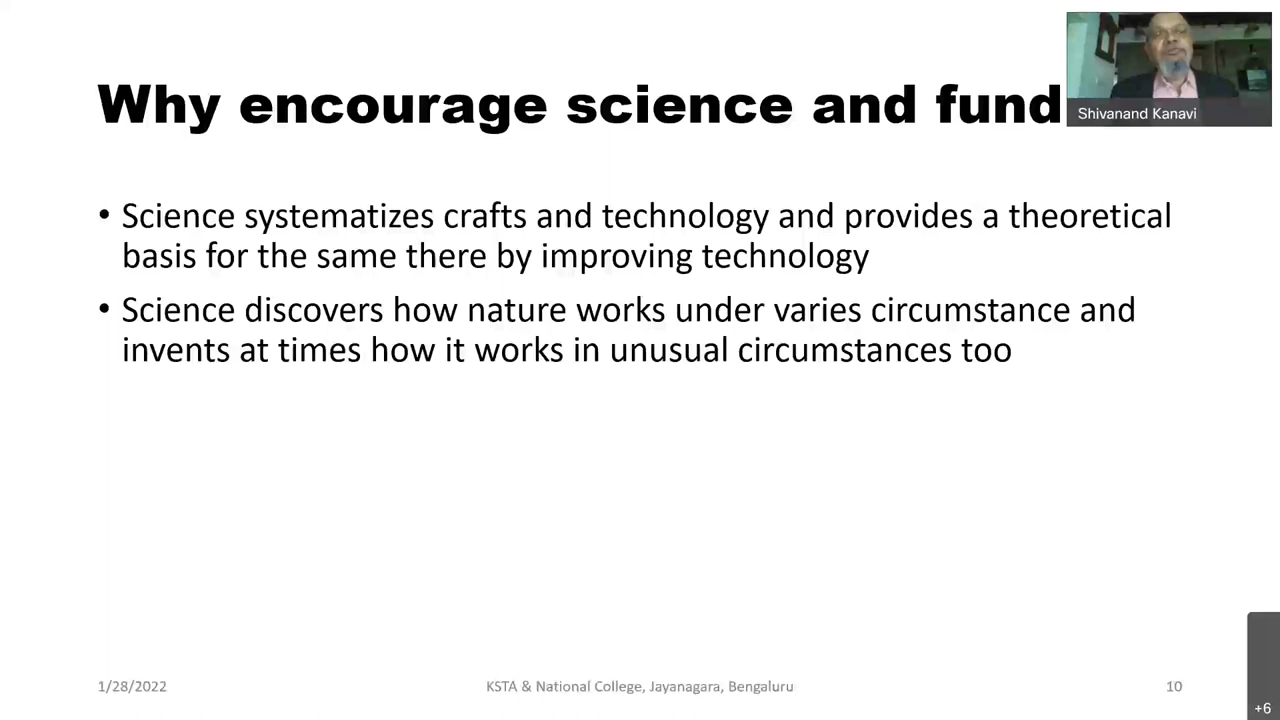 Why encourage science and fund
Shivanand Kanavi
• Science systematizes crafts and technology and provides a theoretical
basis for the same there by improving technology
• Science discovers how nature works under varies circumstance and
invents at times how it works in unusual circumstances too
1/28/2022
KSTA & National College, Jayanagara, Bengaluru
10
+6